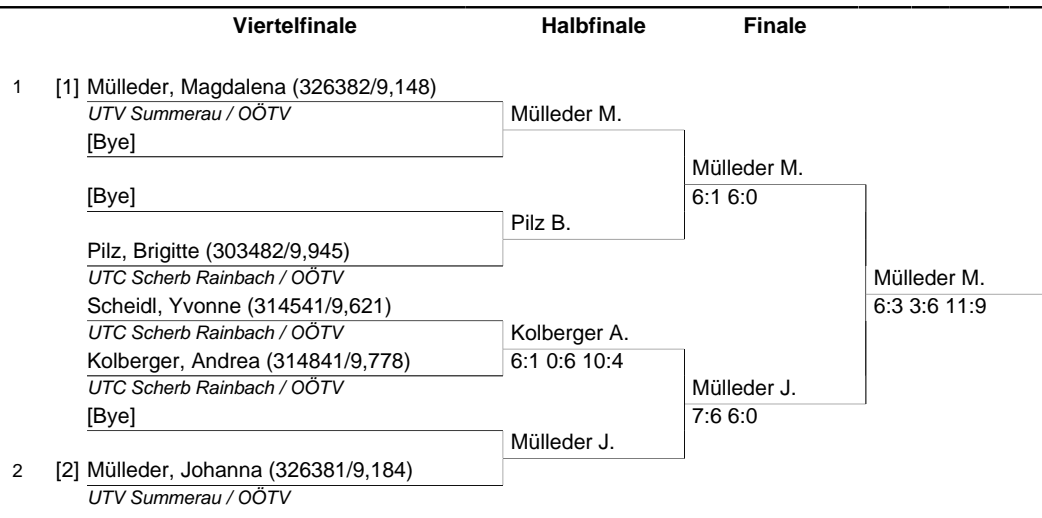 Viertelfinale Halbfinale Finale
1 [1] Mülleder, Magdalena (326382/9,148)
UTV Summerau / OÖTV Mülleder M.
[Bye]
Mülleder M.
[Bye] 6:1 6:0
Pilz B.
Pilz, Brigitte (303482/9,945)
UTC Scherb Rainbach / OÖTV Mülleder M.
Scheidl, Yvonne (314541/9,621) 6:3 3:6 11:9
UTC Scherb Rainbach / OÖTV Kolberger A.
Kolberger, Andrea (314841/9,778) 6:1 0:6 10:4
UTC Scherb Rainbach / OÖTV Mülleder J.
[Bye] 7:6 6:0
Mülleder J.
2 [2] Mülleder, Johanna (326381/9,184)
UTV Summerau / OÖTV